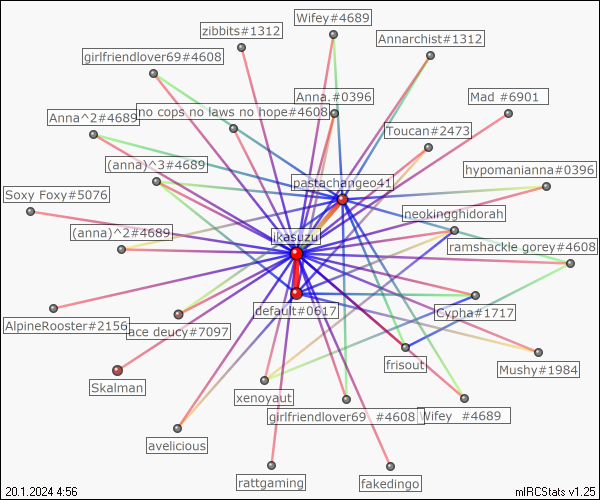 Wifey#4689
zibbits#1312
Annarchist#1312
girlfriendlover69#4608
Anna.#0396
Mad #6901
no cops no laws no hope#4608
Anna^2#4689
Toucan#2473
(anna)^3#4689
hypomanianna#0396
pastachangeo41
Soxy Foxy#5076
neokingghidorah
(anna)^2#4689
ikasuzu
ramshackle gorey#4608
default#0617
Cypha#1717
AlpineRooster#2156
ace deucy#7097
frisout
Mushy#1984
Skalman
xenoyaut
girlfriendlover69 #4608
Wifey #4689
avelicious
rattgaming
fakedingo
20.1.2024 4:56
mIRCStats v1.25